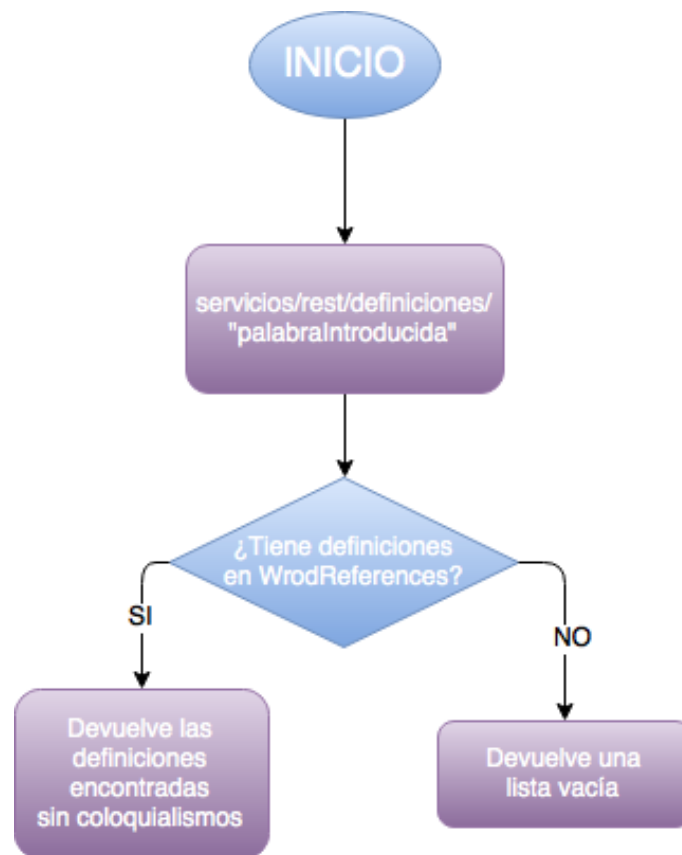 INICIO
servicios/rest/definiciones/
"palabraIntroducida"
¿Tiene definiciones
en WrodReferences?
SI
NO
Devuelve las
definiciones
encontradas
sin coloquialismos
Devuelve una
lista vacía